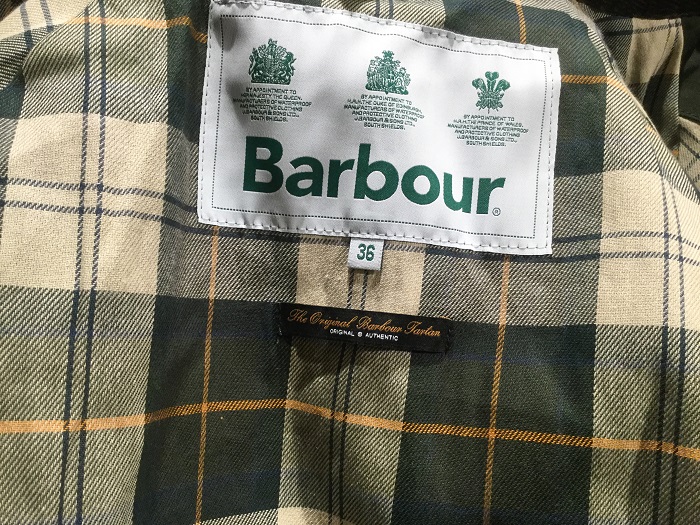 BY APPOINTMENT TO
H.M. THE QUEEN,
MANUFACTURERS OF WATERPROOF
AND PROTECTIVE CLOTHING
J.BARBOUR & SONS LTD.,
SOUTH SHIELDS.
BY APPOINTMENT TO
H.R.H. THE DUKE OF EDINBURGH
MANUFACTURERS OF WATERPROOF
AND PROTECTIVE CLOTHING
J.BARBOUR & SONS LTD.,
SOUTH SHIELDS.
BY APPOINTMENT TO
H.R.H. THE PRINCE OF WALES,
MANUFACTURERS OF WATERPROOF
AND PROTECTIVE CLOTHING
J.BARBOUR & SONS LTD.,
SOUTH SHIELDS.
Barbour®
36
The Original Barbour Tartan
ORIGINAL @ AUTHENTIC